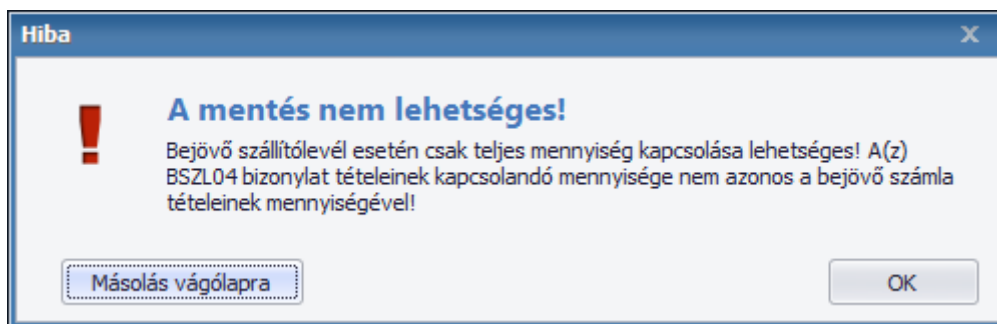 Hiba
A mentés nem lehetséges!
Bejövő szállítólevél esetén csak teljes mennyiség kapcsolása lehetséges! A(z)
BSZL04 bizonylat tételeinek kapcsolandó mennyisége nem azonos a bejövő számla
tételeinek mennyiségével!
Másolás vágólapra
OK